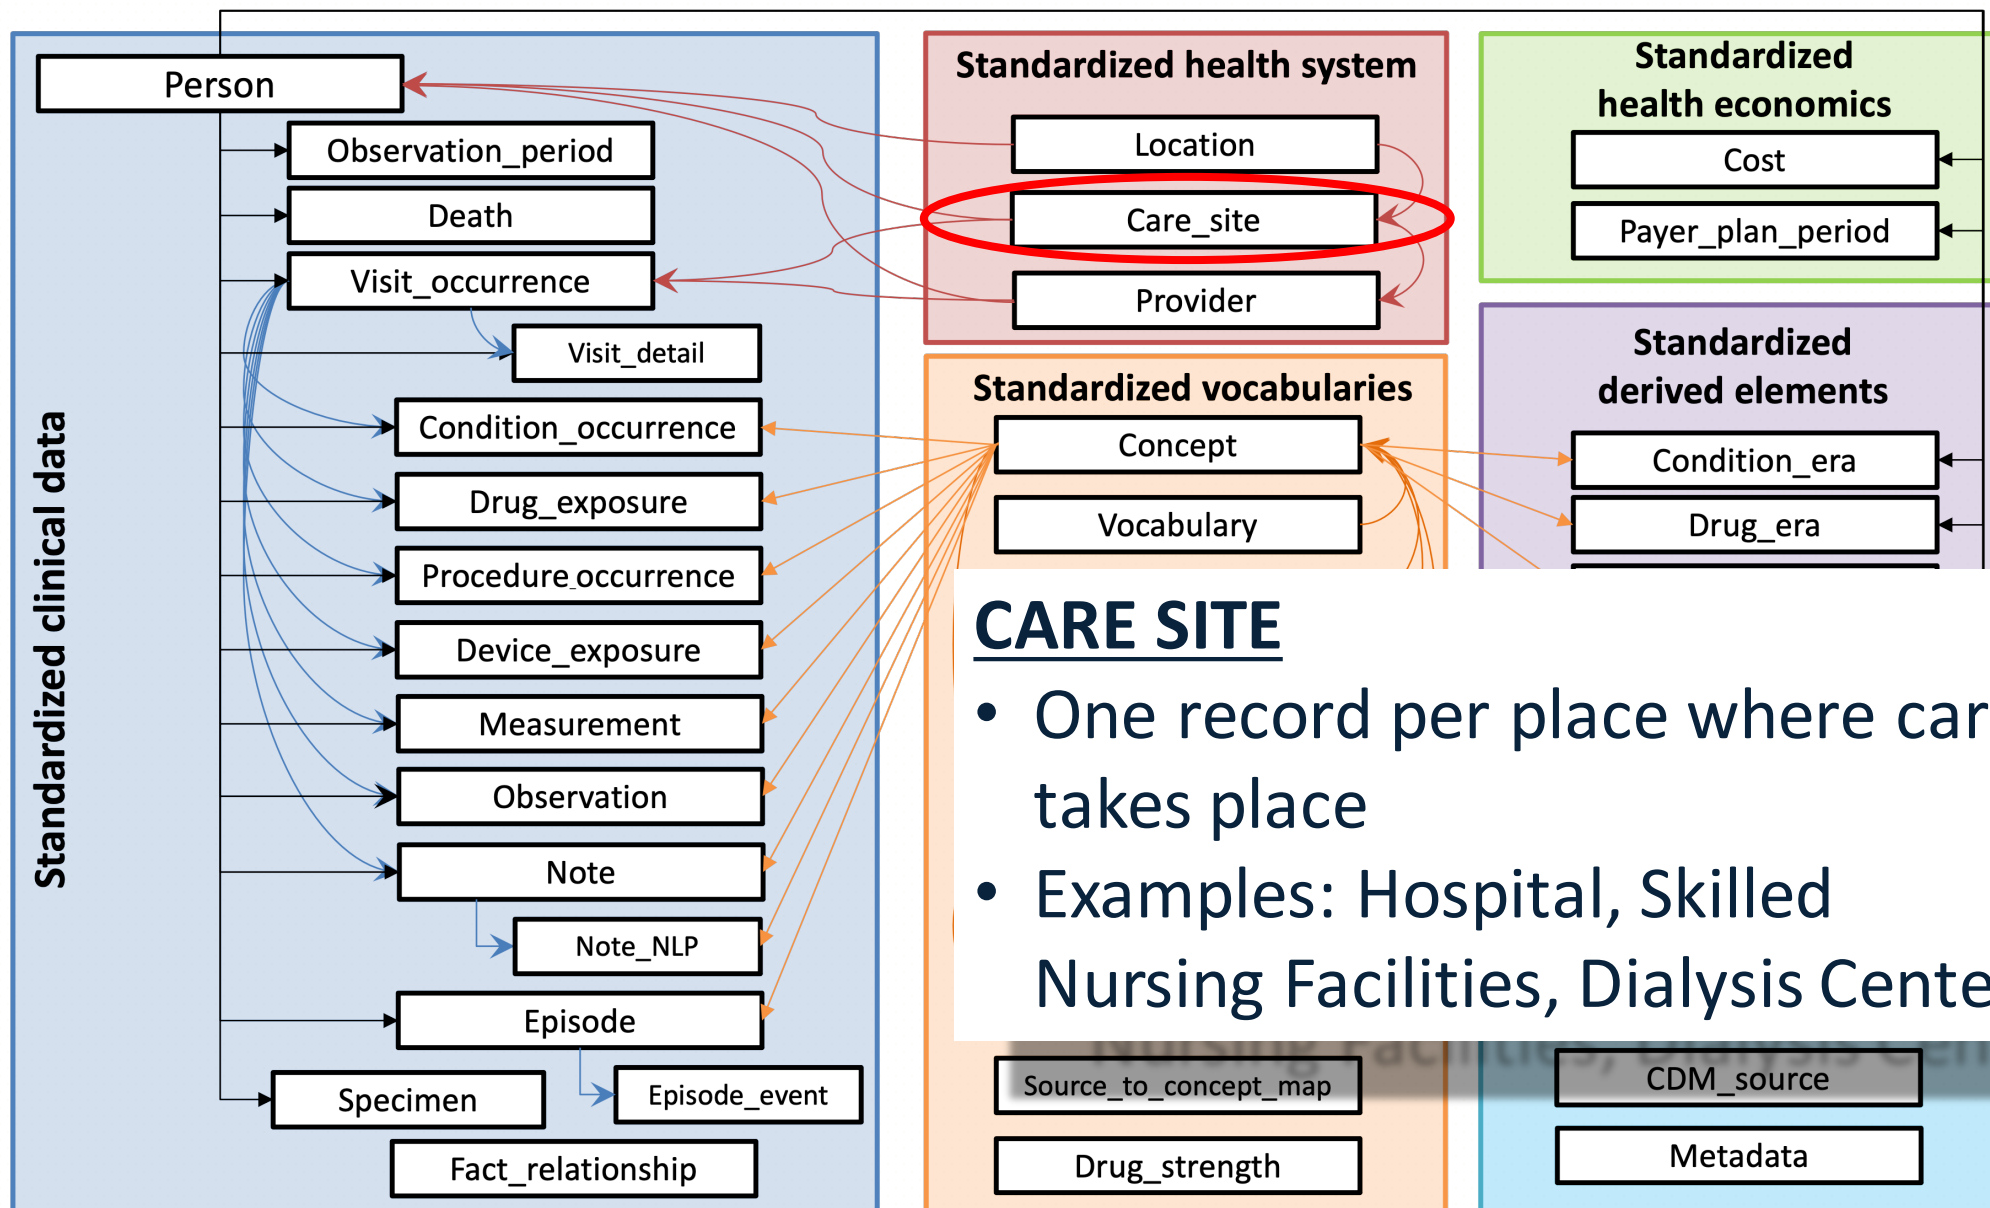 Person
Observation_period
Death
Visit_occurrence
Visit_detail
Condition_occurrence
Drug_exposure
Procedure_occurrence
Device_exposure
Measurement
Observation
Note
Note_NLP
Episode
Episode_event
Specimen
Fact_relationship
Standardized clinical data
Standardized health system
Location
Care_site
Provider
Standardized vocabularies
Concept
Vocabulary
Source_to_concept_map
Drug_strength
Standardized
health economics
Cost
Payer_plan_period
Standardized
derived elements
Condition_era
Drug_era
CDM_source
Metadata
CARE SITE
• One record per place where car
takes place
• Examples: Hospital, Skilled
Nursing Facilities, Dialysis Cente